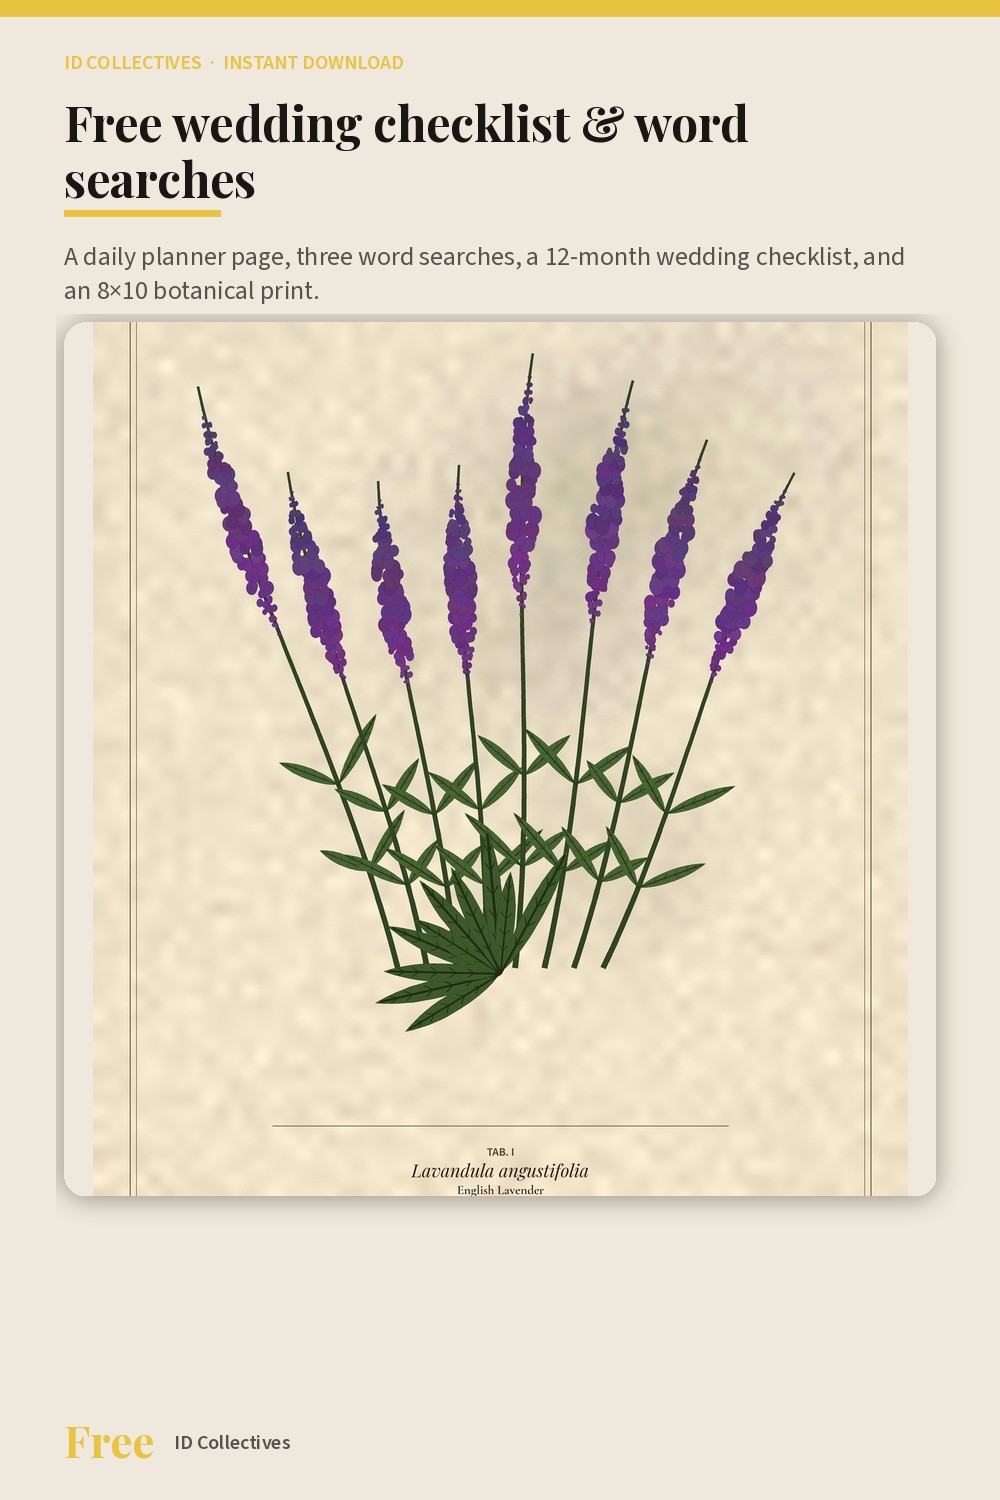 ID COLLECTIVES · INSTANT DOWNLOAD
Free wedding checklist & word
searches
A daily planner page, three word searches, a 12-month wedding checklist, and
an 8×10 botanical print.
TAB. I
Lavandula angustifolia
English Lavender
Free ID Collectives